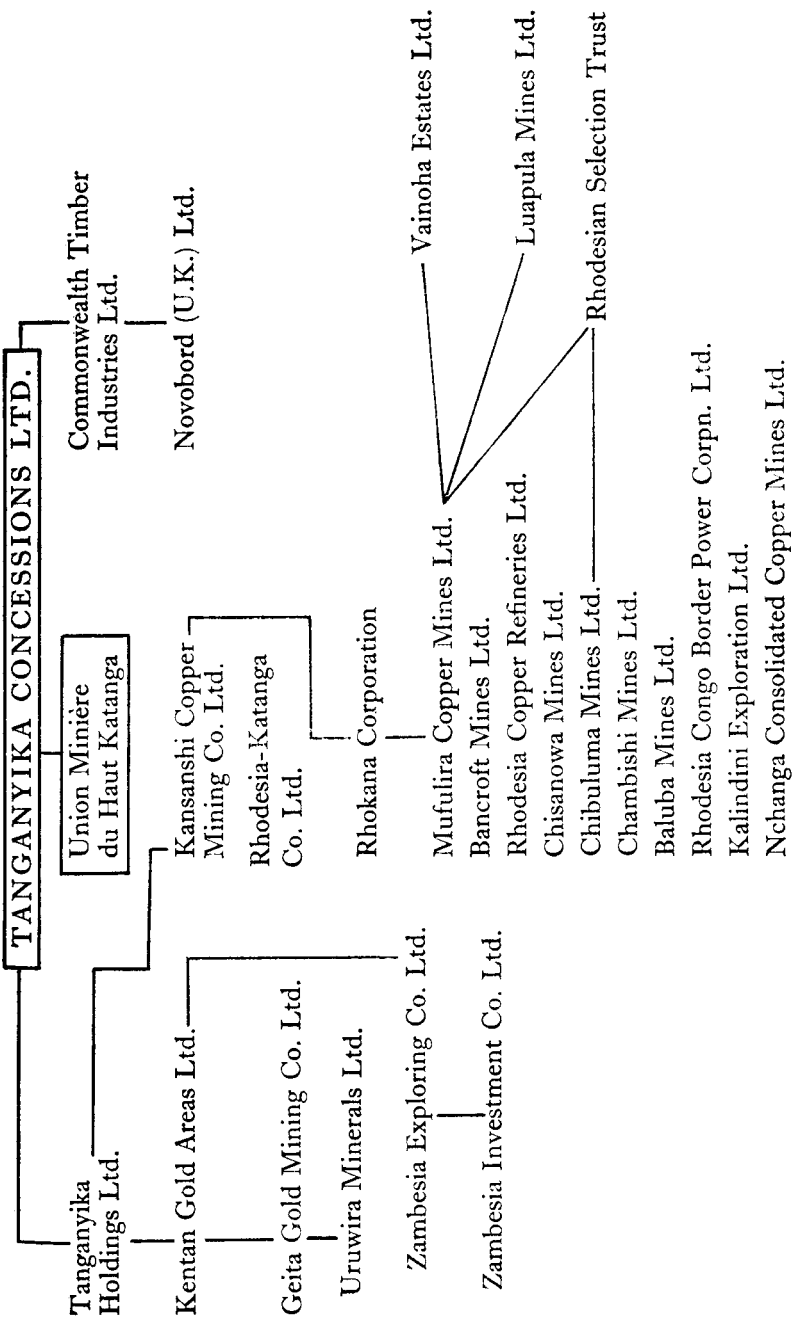 TANGANYIKA CONCESSIONS LTD.
Tanganyika
Holdings Ltd.
Union Minière
du Haut Katanga
Commonwealth Timber
Industries Ltd.
Kentan Gold Areas Ltd.
Kansanshi Copper
Mining Co. Ltd.
Novobord (U.K.) Ltd.
Rhodesia-Katanga
Co. Ltd.
Geita Gold Mining Co. Ltd.
Uruwira Minerals Ltd.
Rhokana Corporation
Zambesia Exploring Co. Ltd.
Zambesia Investment Co. Ltd.
Mufulira Copper Mines Ltd.
Bancroft Mines Ltd.
Rhodesia Copper Refineries Ltd.
Chisanowa Mines Ltd.
Chibuluma Mines Ltd.
Chambishi Mines Ltd.
Baluba Mines Ltd.
Rhodesia Congo Border Power Corpn. Ltd.
Kalindini Exploration Ltd.
Nchanga Consolidated Copper Mines Ltd.
Vainoha Estates Ltd.
Luapula Mines Ltd.
Rhodesian Selection Trust